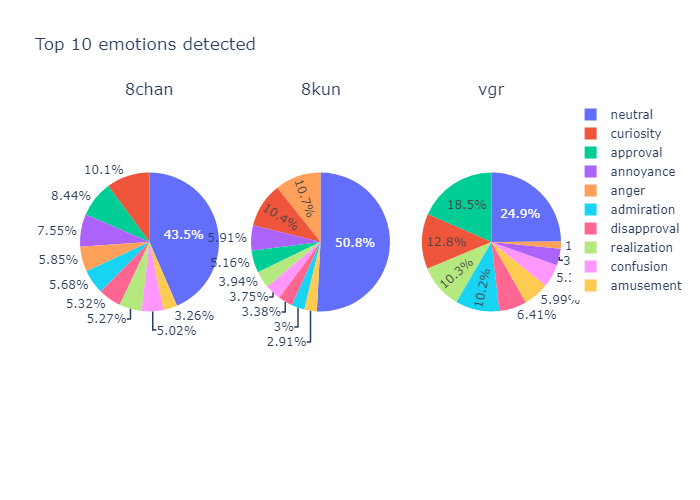 Top 10 emotions detected
8chan
8kun
vgr
neutral
curiosity
approval
annoyance
anger
admiration
disapproval
realization
confusion
amusement
43.5%
10.1%
8.44%
7.55%
5.85%
5.68%
5.32%
5.27%
5.02%
3.26%
50.8%
10.7%
10.4%
5.91%
5.16%
3.94%
3.75%
3.38%
3%
2.91%
24.9%
18.5%
12.8%
10.3%
10.2%
6.41%
5.99%